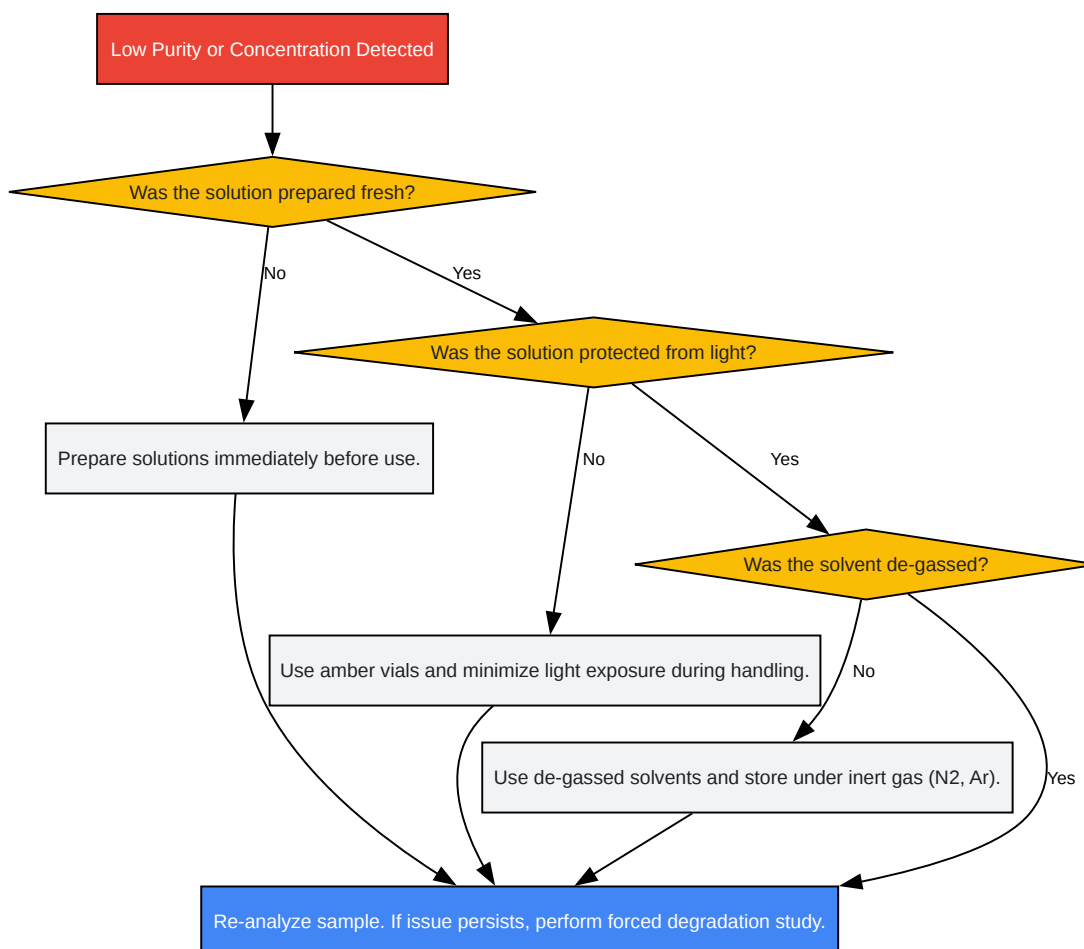 Low Purity or Concentration Detected
Was the solution prepared fresh?
No
Yes
Was the solution protected from light?
Prepare solutions immediately before use.
No
Yes
Was the solvent de-gassed?
Use amber vials and minimize light exposure during handling.
No
Use de-gassed solvents and store under inert gas (N2, Ar).
Yes
Re-analyze sample. If issue persists, perform forced degradation study.